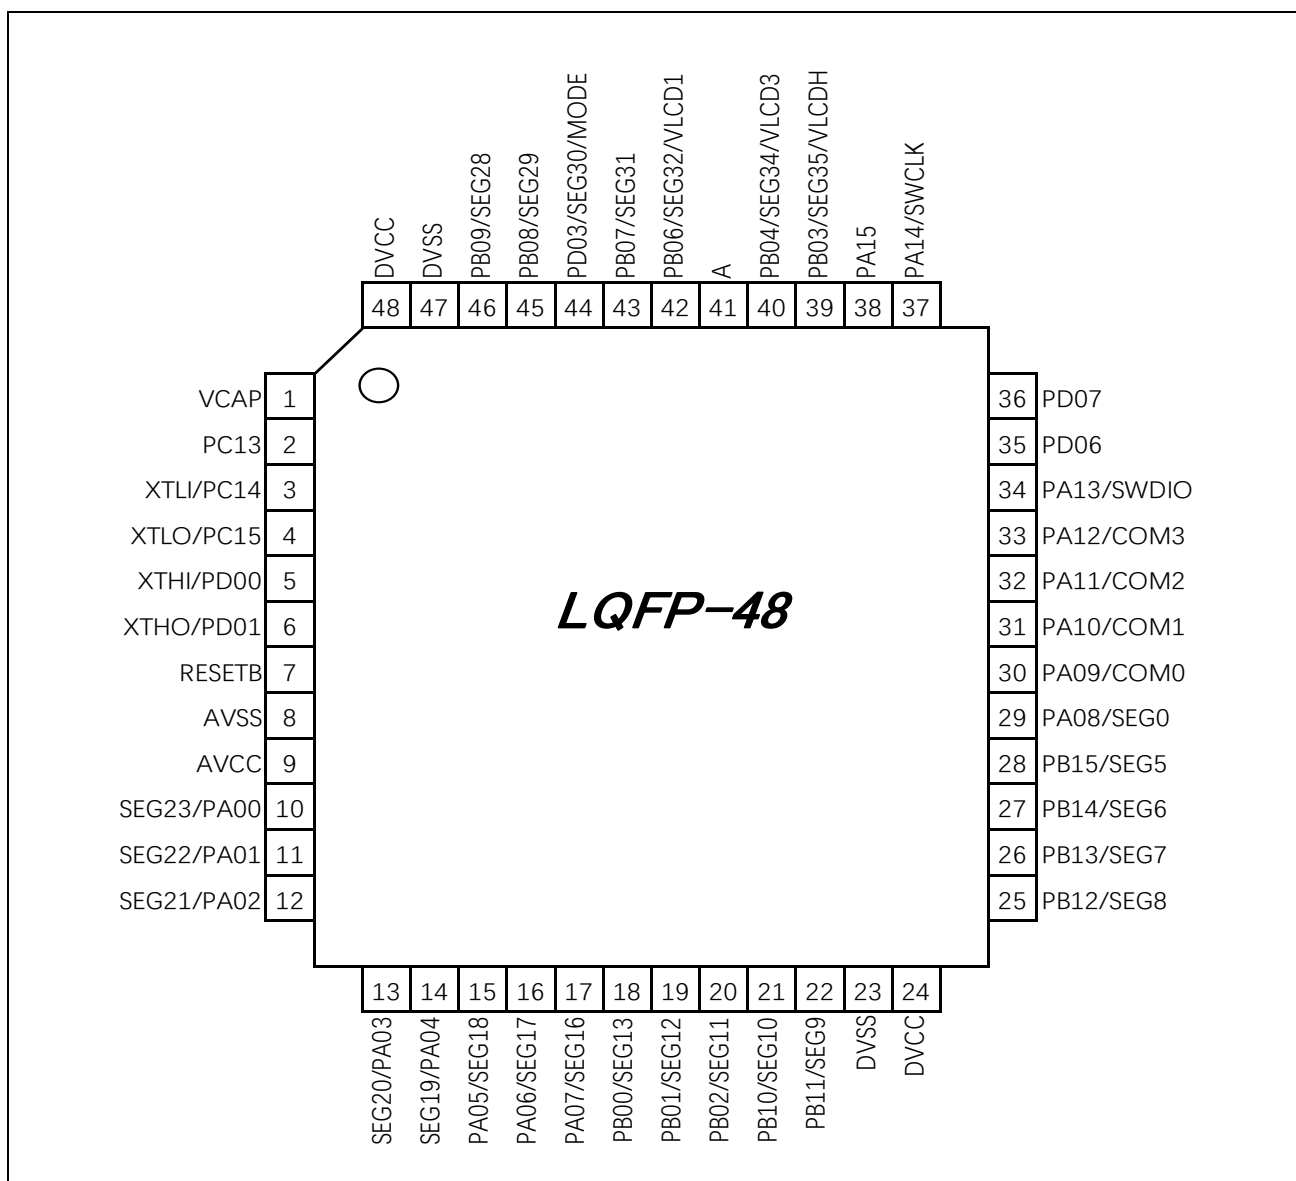 DVCC
DVSS
PB09/SEG28
PB08/SEG29
PD03/SEG30/MODE
PB07/SEG31
PB06/SEG32/VLCD1
A
PB04/SEG34/VLCD3
PB03/SEG35/VLCDH
PA15
PA14/SWCLK
48 47 46 45 44 43 42 41 40 39 38 37
VCAP 1
PC13 2
XTLI/PC14 3
XTLO/PC15 4
XTHI/PD00 5
XTHO/PD01 6
RESETB 7
AVSS 8
AVCC 9
SEG23/PA00 10
SEG22/PA01 11
SEG21/PA02 12
LQFP-48
36 PD07
35 PD06
34 PA13/SWDIO
33 PA12/COM3
32 PA11/COM2
31 PA10/COM1
30 PA09/COM0
29 PA08/SEG0
28 PB15/SEG5
27 PB14/SEG6
26 PB13/SEG7
25 PB12/SEG8
13 14 15 16 17 18 19 20 21 22 23 24
SEG20/PA03
SEG19/PA04
PA05/SEG18
PA06/SEG17
PA07/SEG16
PB00/SEG13
PB01/SEG12
PB02/SEG11
PB10/SEG10
PB11/SEG9
DVSS
DVCC